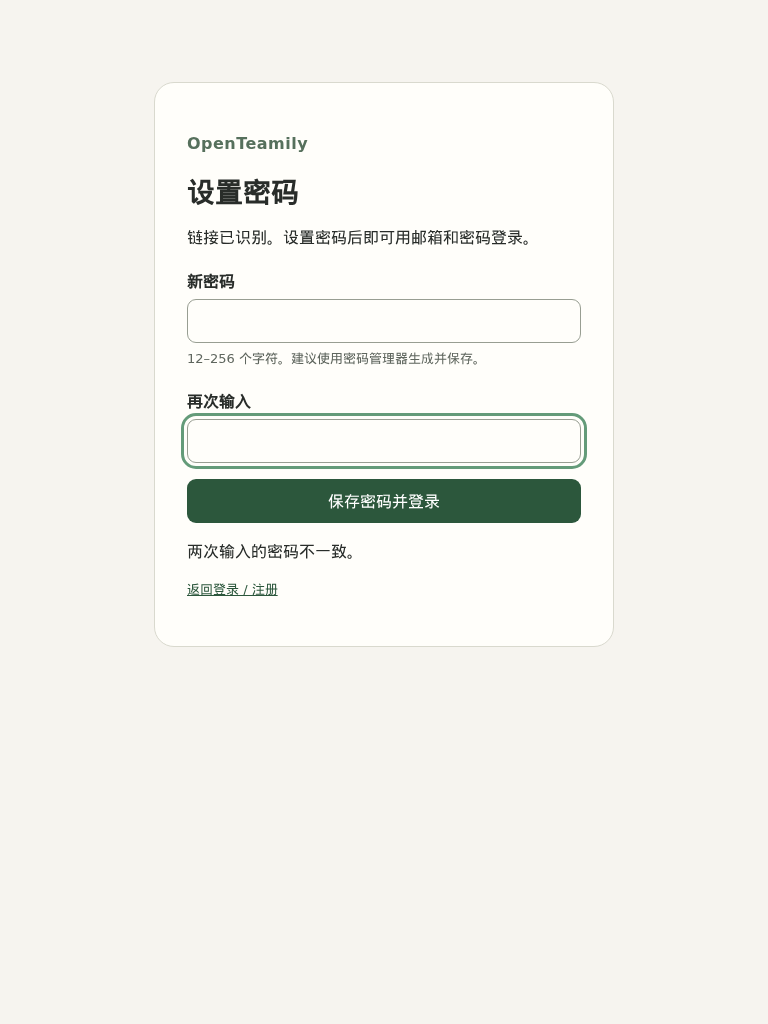 OpenTeamily
设置密码
链接已识别。设置密码后即可用邮箱和密码登录。
新密码
12–256 个字符。建议使用密码管理器生成并保存。
再次输入
保存密码并登录
两次输入的密码不一致。
返回登录 / 注册